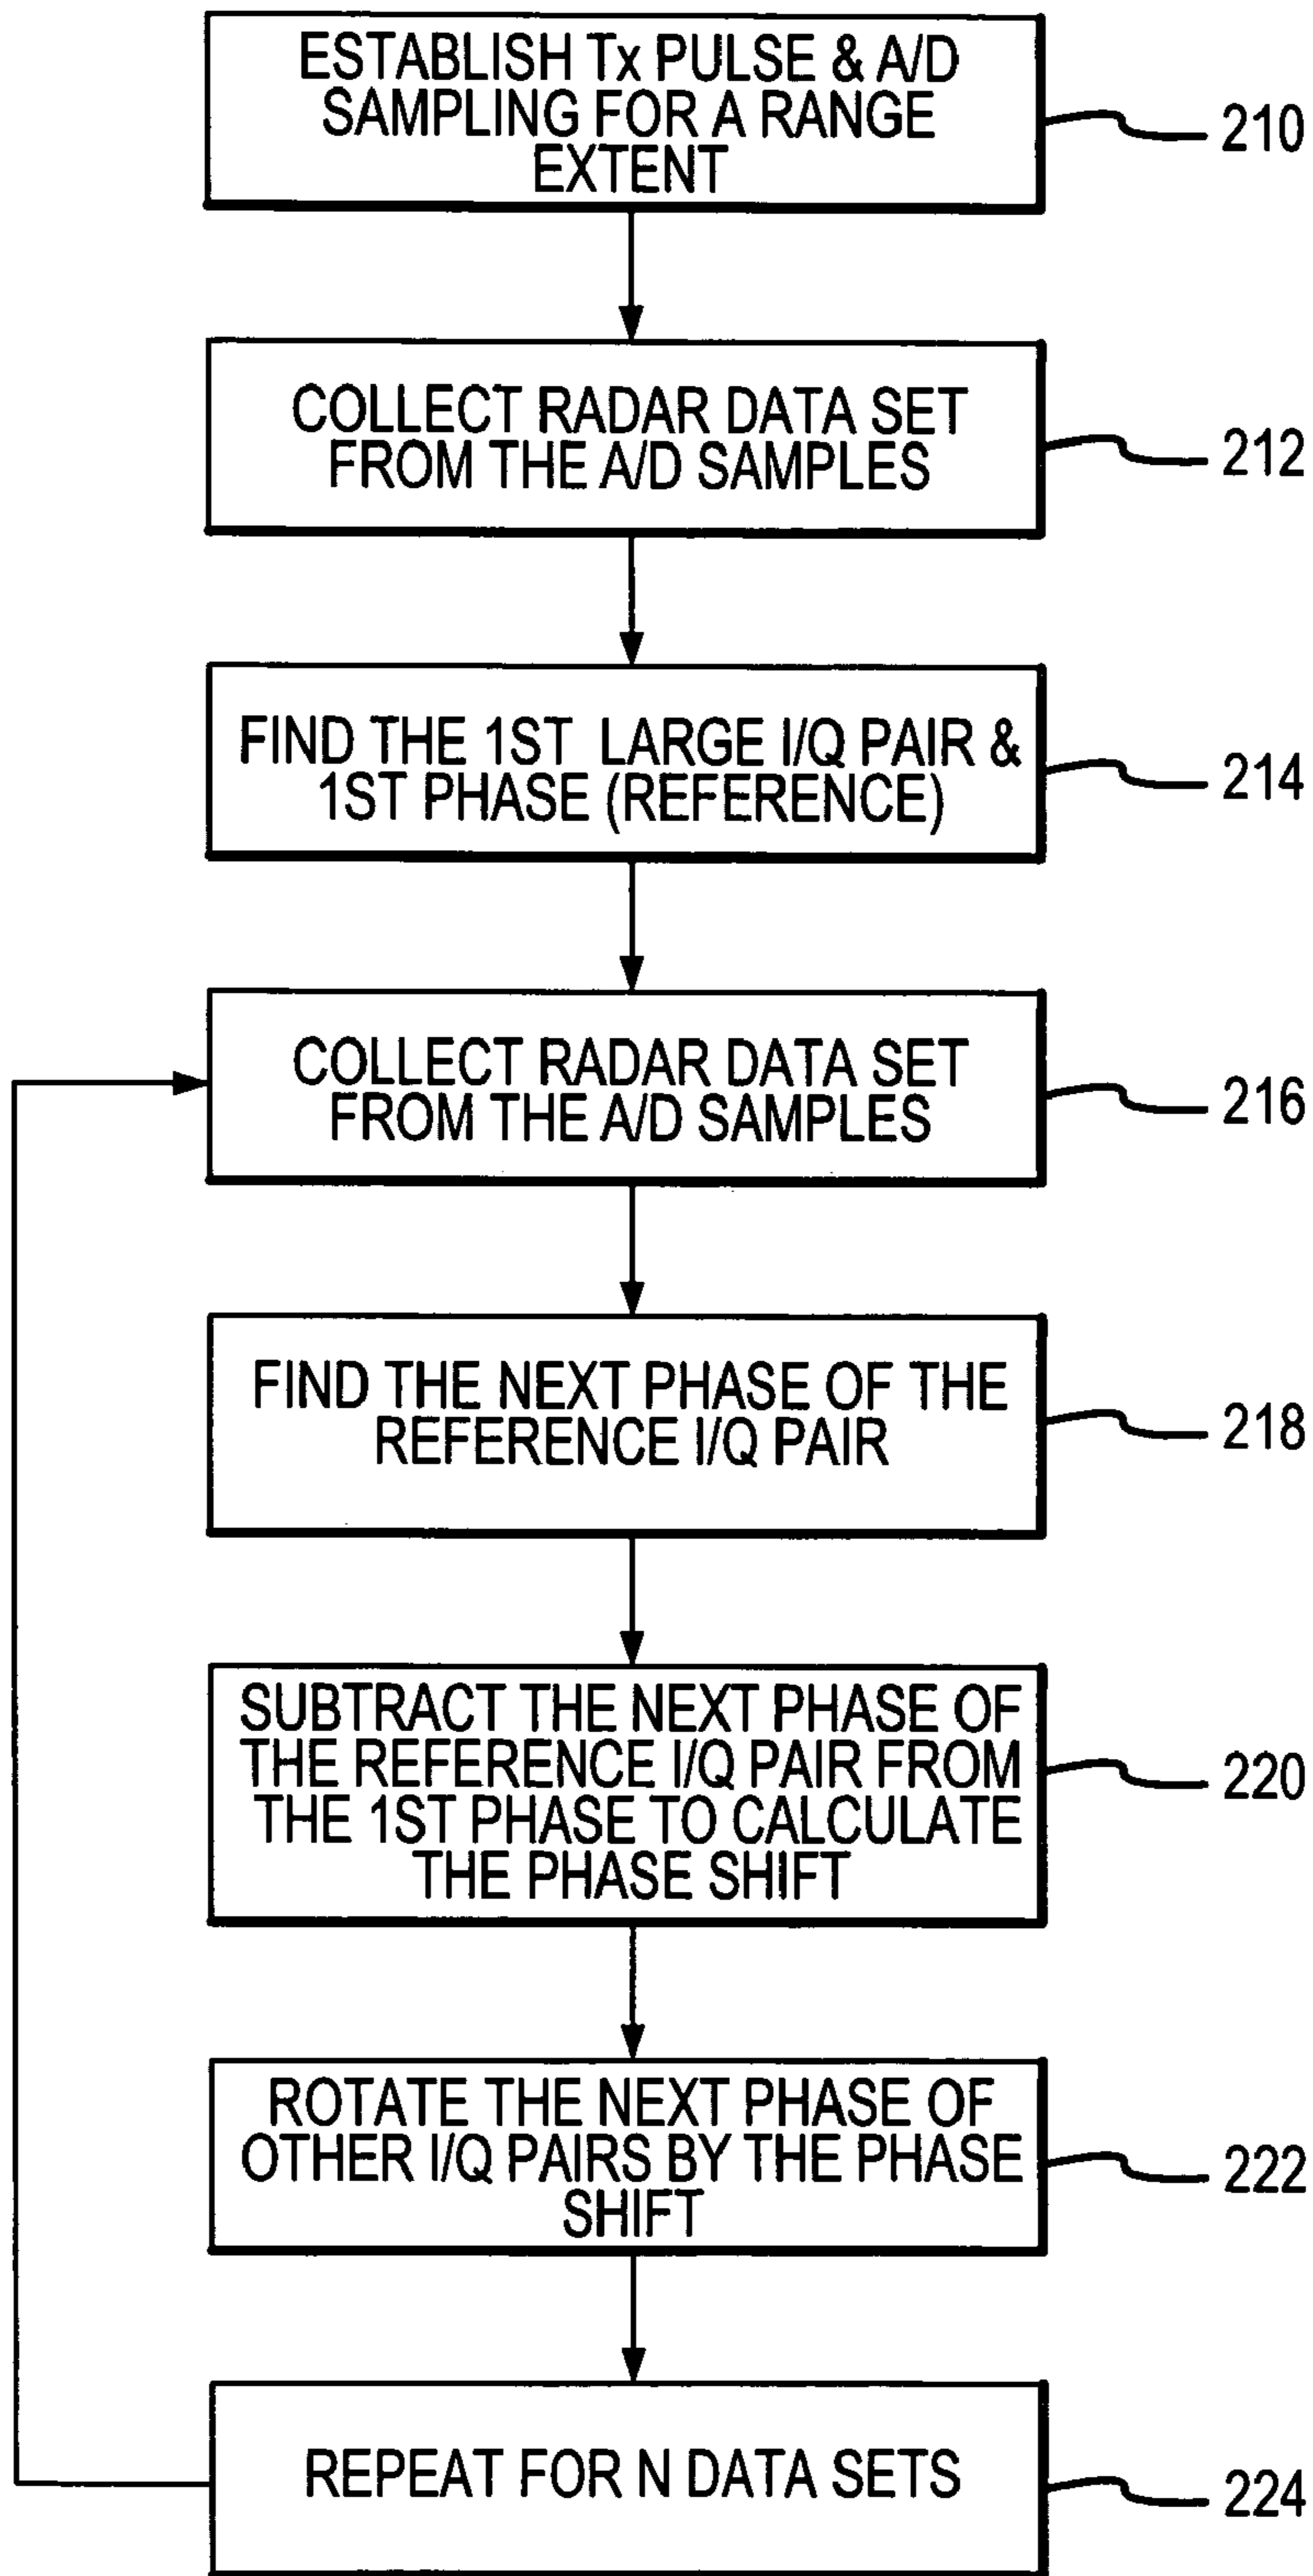 ESTABLISH Tx PULSE & A/D
SAMPLING FOR A RANGE
EXTENT
210
COLLECT RADAR DATA SET
FROM THE A/D SAMPLES
212
FIND THE 1ST LARGE I/Q PAIR &
1ST PHASE (REFERENCE)
214
COLLECT RADAR DATA SET
FROM THE A/D SAMPLES
216
FIND THE NEXT PHASE OF THE
REFERENCE I/Q PAIR
218
SUBTRACT THE NEXT PHASE OF
THE REFERENCE I/Q PAIR FROM
THE 1ST PHASE TO CALCULATE
THE PHASE SHIFT
220
ROTATE THE NEXT PHASE OF
OTHER I/Q PAIRS BY THE PHASE
SHIFT
222
REPEAT FOR N DATA SETS
224